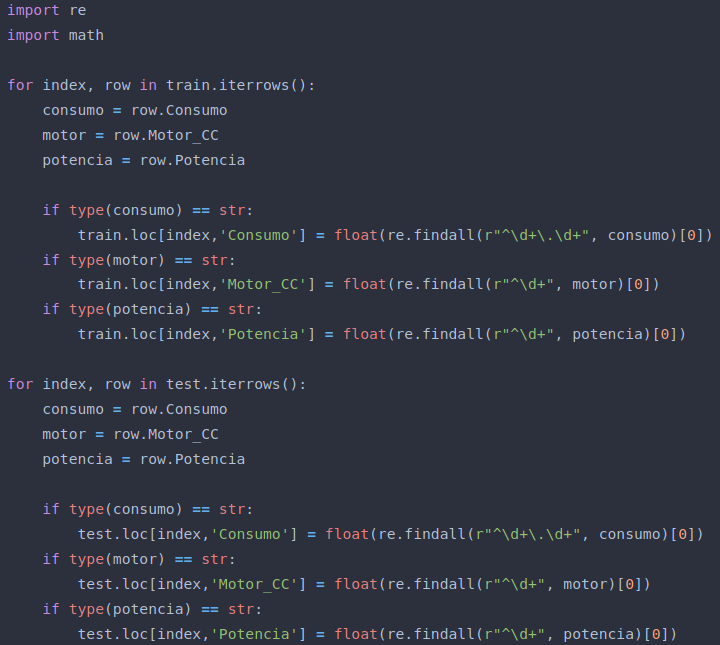 import re
import math

for index, row in train.iterrows():
    consumo = row.Consumo
    motor = row.Motor_CC
    potencia = row.Potencia

    if type(consumo) == str:
        train.loc[index,'Consumo'] = float(re.findall(r"^\d+\.\d+", consumo)[0])
    if type(motor) == str:
        train.loc[index,'Motor_CC'] = float(re.findall(r"^\d+", motor)[0])
    if type(potencia) == str:
        train.loc[index,'Potencia'] = float(re.findall(r"^\d+", potencia)[0])

for index, row in test.iterrows():
    consumo = row.Consumo
    motor = row.Motor_CC
    potencia = row.Potencia

    if type(consumo) == str:
        test.loc[index,'Consumo'] = float(re.findall(r"^\d+\.\d+", consumo)[0])
    if type(motor) == str:
        test.loc[index,'Motor_CC'] = float(re.findall(r"^\d+", motor)[0])
    if type(potencia) == str:
        test.loc[index,'Potencia'] = float(re.findall(r"^\d+", potencia)[0])